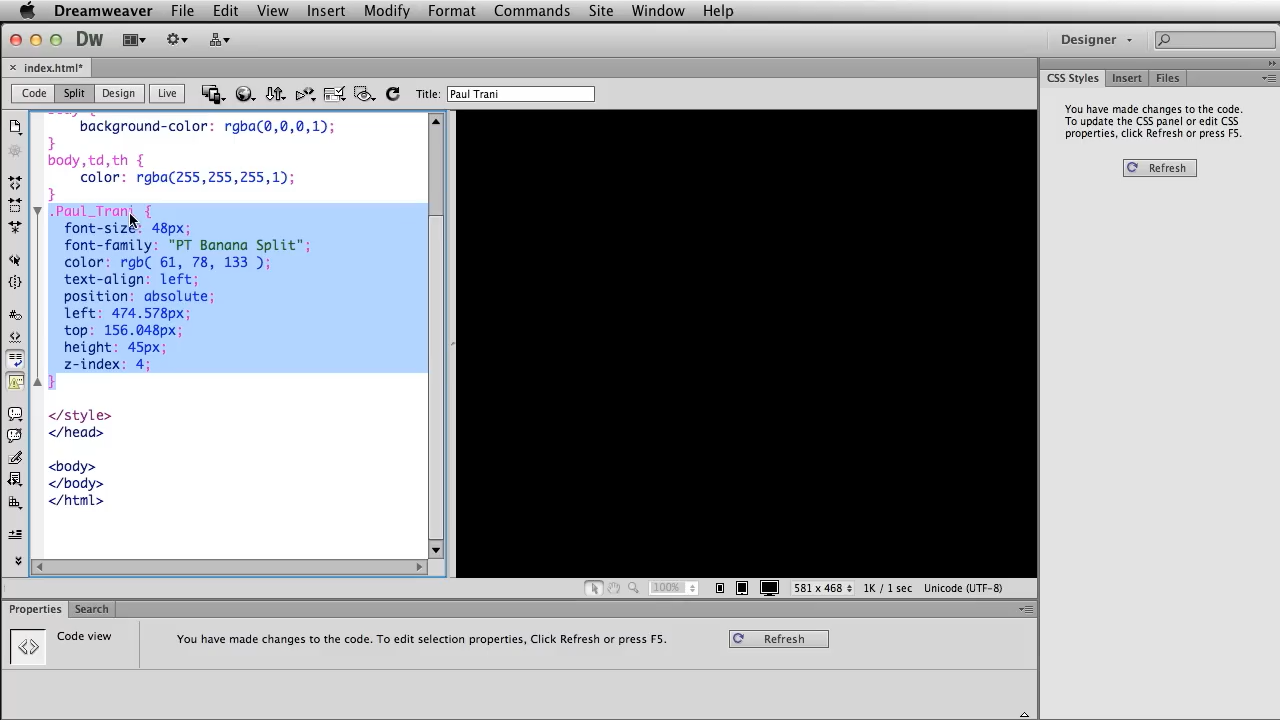 Dreamweaver File Edit View Insert Modify Format Commands Site Window Help
Dw Designer
× index.html*
Code Split Design Live Title: Paul Trani
CSS Styles Insert Files
You have made changes to the code.
To update the CSS panel or edit CSS
properties, click Refresh or press F5.
Refresh
background-color: rgba(0,0,0,1);
}
body,td,th {
color: rgba(255,255,255,1);
}
.Paul_Trani {
font-size: 48px;
font-family: "PT Banana Split";
color: rgb( 61, 78, 133 );
text-align: left;
position: absolute;
left: 474.578px;
top: 156.048px;
height: 45px;
z-index: 4;
}
</style>
</head>
<body>
</body>
</html>
100% 581 x 468 1K / 1 sec Unicode (UTF-8)
Properties Search
Code view
You have made changes to the code. To edit selection properties, Click Refresh or press F5.
Refresh